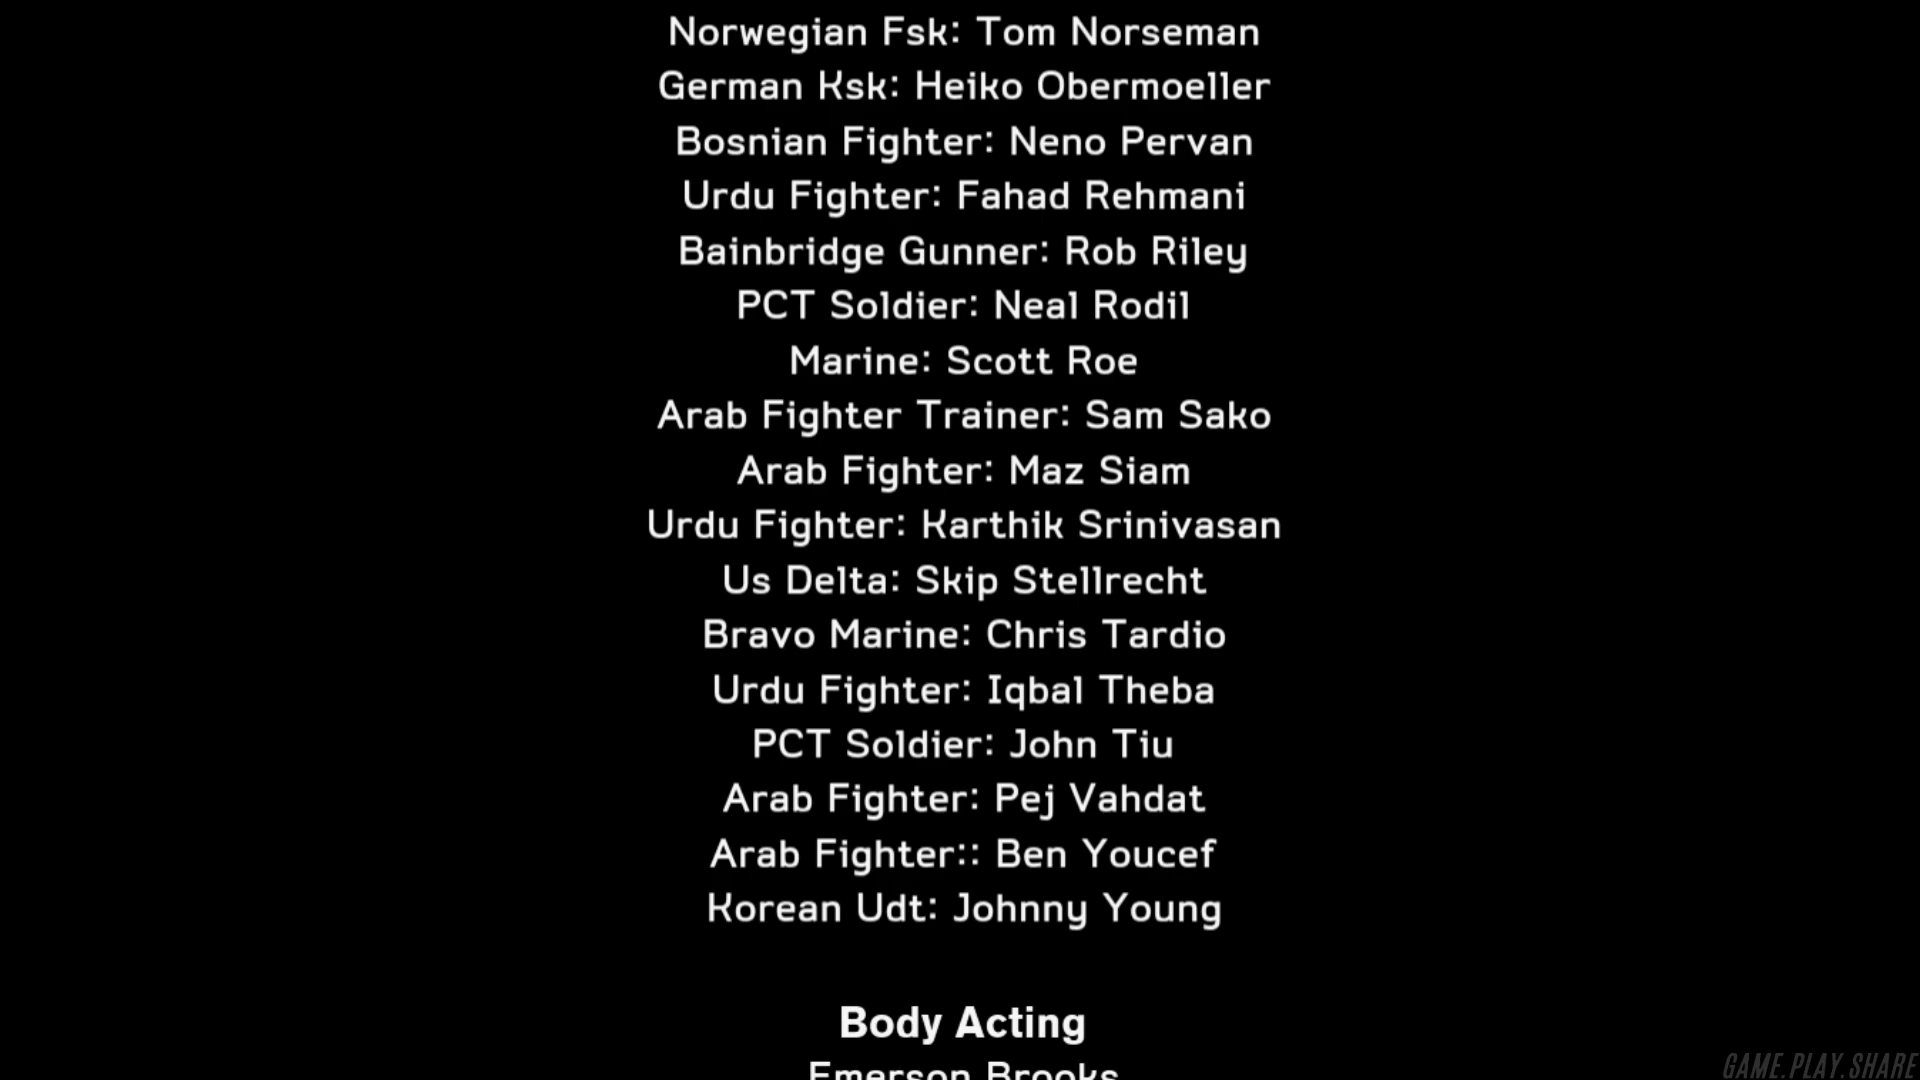 Norwegian Fsk: Tom Norseman
German Ksk: Heiko Obermoeller
Bosnian Fighter: Neno Pervan
Urdu Fighter: Fahad Rehmani
Bainbridge Gunner: Rob Riley
PCT Soldier: Neal Rodil
Marine: Scott Roe
Arab Fighter Trainer: Sam Sako
Arab Fighter: Maz Siam
Urdu Fighter: Karthik Srinivasan
Us Delta: Skip Stellrecht
Bravo Marine: Chris Tardio
Urdu Fighter: Iqbal Theba
PCT Soldier: John Tiu
Arab Fighter: Pej Vahdat
Arab Fighter:: Ben Youcef
Korean Udt: Johnny Young
Body Acting
Emerson Brooks
GAME.PLAY.SHARE